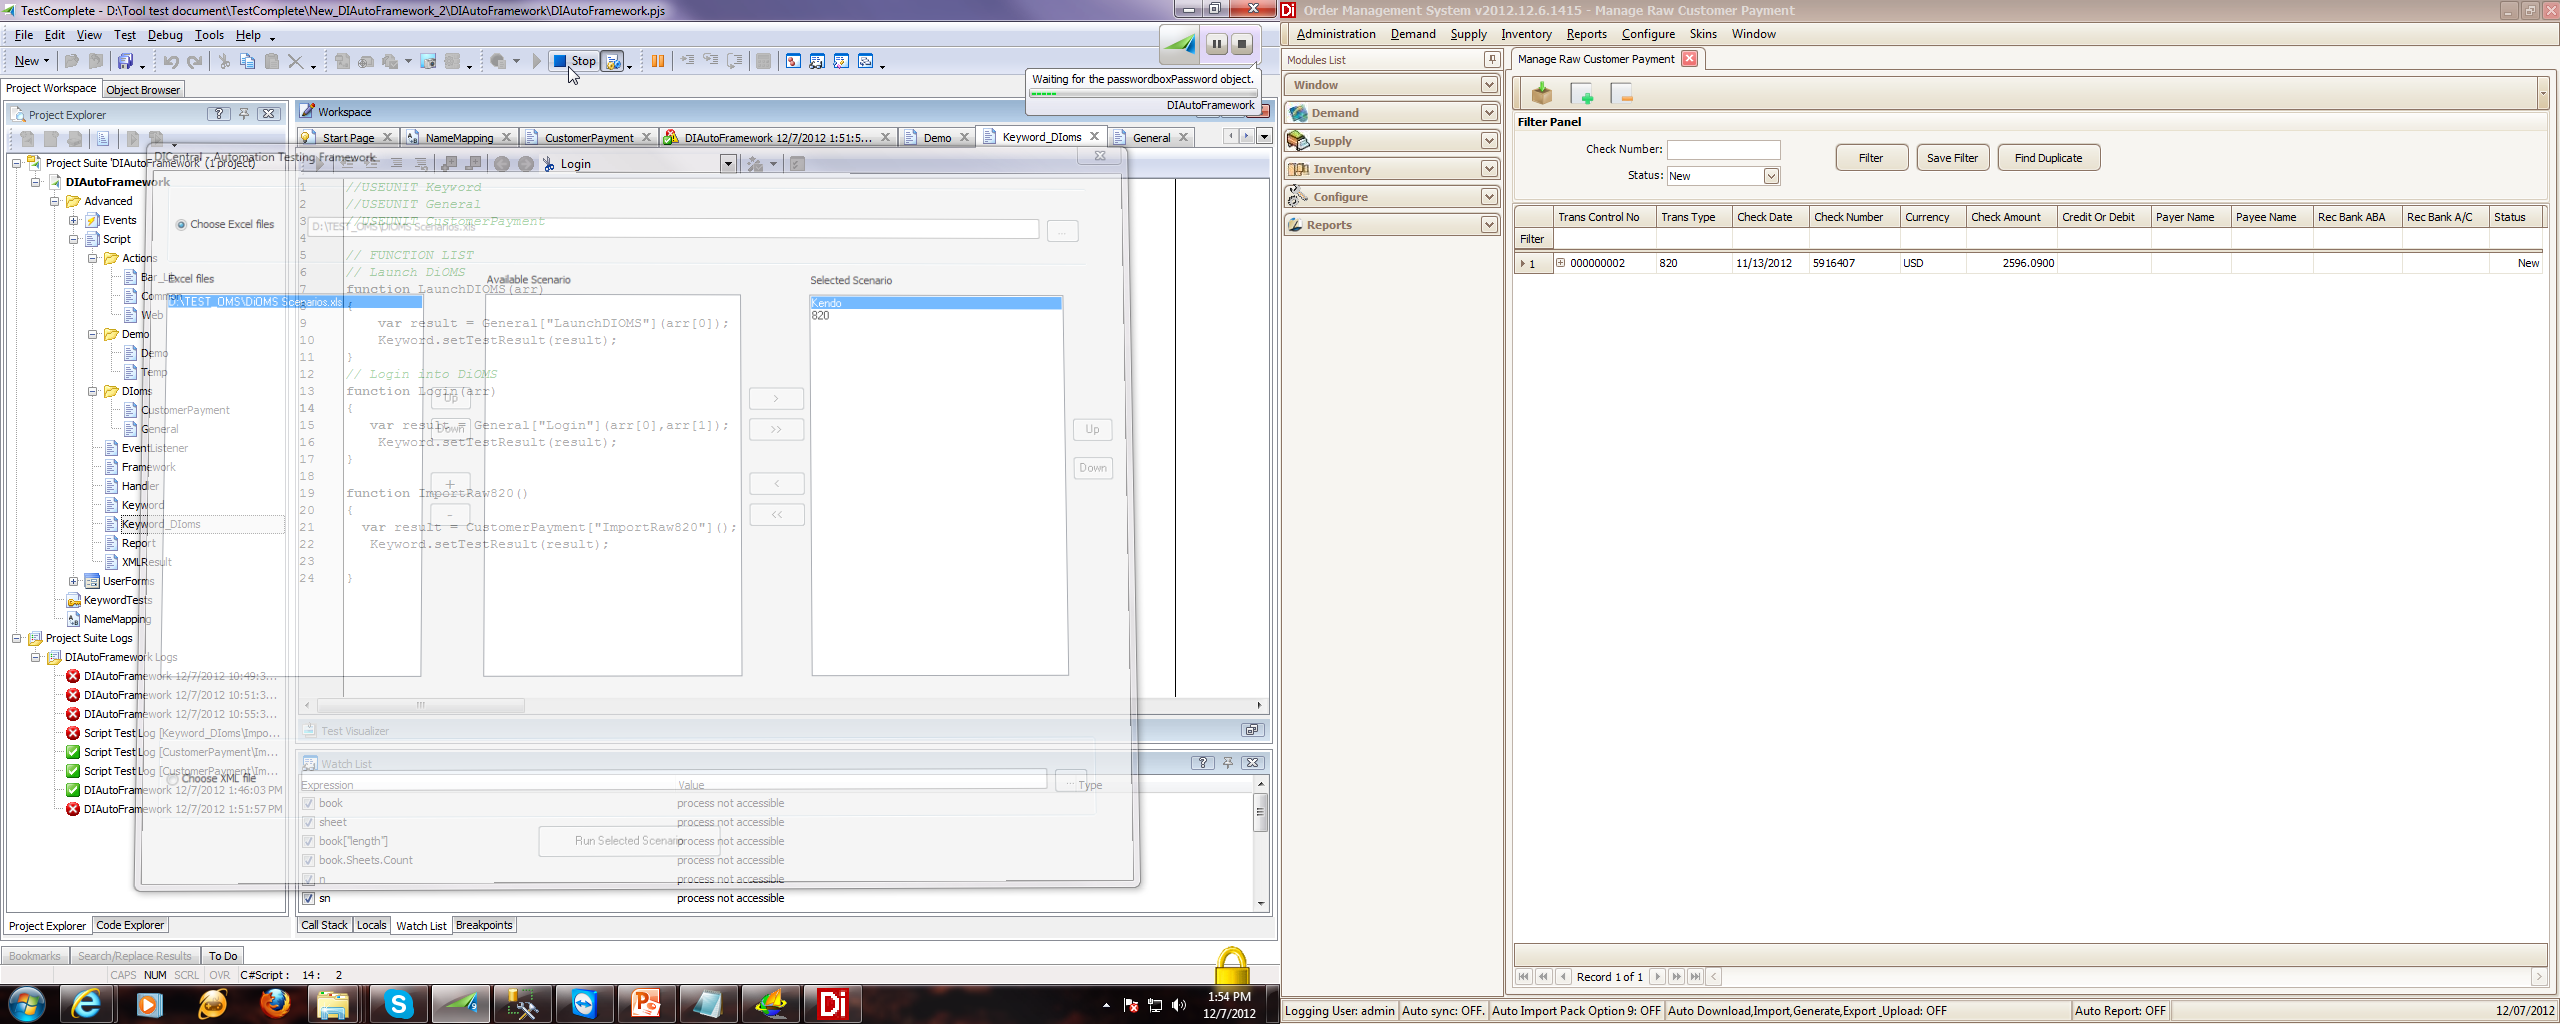 TestComplete - D:\Tool test document\TestComplete\New_DIAutoFramework_2\DIAutoFramework\DIAutoFramework.pjs
File Edit View Test Debug Tools Help
New
Stop
Waiting for the passwordboxPassword object.
DIAutoFramework
Project Workspace Object Browser
Project Explorer
Project Suite 'DIAutoFramework' (1 project)
DIAutoFramework
Advanced
Events
Script
Actions
Common
Web
Demo
Demo
Temp
DIoms
CustomerPayment
General
EventListener
Framework
Handler
Keyword
Keyword_DIoms
Report
XMLResult
UserForms
KeywordTests
NameMapping
Project Suite Logs
DIAutoFramework Logs
DIAutoFramework 12/7/2012 10:49:3...
DIAutoFramework 12/7/2012 10:51:3...
DIAutoFramework 12/7/2012 10:55:3...
Script Test Log [Keyword_DIoms\Impo...
Script Test Log [CustomerPayment\Im...
Script Test Log [CustomerPayment\Im...
DIAutoFramework 12/7/2012 1:46:03 PM
DIAutoFramework 12/7/2012 1:51:57 PM
Project Explorer Code Explorer
Workspace
Start Page NameMapping CustomerPayment DIAutoFramework 12/7/2012 1:51:5... Demo Keyword_DIoms General
Login
1 //USEUNIT Keyword
2 //USEUNIT General
3 //USEUNIT CustomerPayment
4
5 // FUNCTION LIST
6 // Launch DiOMS
7 function LaunchDIOMS(arr)
8 {
9 var result = General["LaunchDIOMS"](arr[0]);
10 Keyword.setTestResult(result);
11 }
12 // Login into DiOMS
13 function Login(arr)
14 {
15 var result = General["Login"](arr[0],arr[1]);
16 Keyword.setTestResult(result);
17 }
18
19 function ImportRaw820()
20 {
21 var result = CustomerPayment["ImportRaw820"]();
22 Keyword.setTestResult(result);
23
24 }
DICentral - Automation Testing Framework
Choose Excel files
D:\TEST_OMS\DiOMS Scenarios.xls
...
Excel files
Available Scenario
Selected Scenario
D:\TEST_OMS\DiOMS Scenarios.xls
Kendo
820
Up
Down
+
-
>
>>
<
<<
Up
Down
Choose XML file
...
Run Selected Scenario
Test Visualizer
Watch List
Expression Value Type
book process not accessible
sheet process not accessible
book["length"] process not accessible
book.Sheets.Count process not accessible
n process not accessible
sn process not accessible
Call Stack Locals Watch List Breakpoints
Bookmarks Search/Replace Results To Do
CAPS NUM SCRL OVR C#Script : 14 : 2
1:54 PM
12/7/2012
Di Order Management System v2012.12.6.1415 - Manage Raw Customer Payment
Administration Demand Supply Inventory Reports Configure Skins Window
Modules List
Window
Demand
Supply
Inventory
Configure
Reports
Manage Raw Customer Payment
Filter Panel
Check Number:
Status: New
Filter Save Filter Find Duplicate
Trans Control No Trans Type Check Date Check Number Currency Check Amount Credit Or Debit Payer Name Payee Name Rec Bank ABA Rec Bank A/C Status
Filter
1 000000002 820 11/13/2012 5916407 USD 2596.0900 New
Record 1 of 1
Logging User: admin Auto sync: OFF. Auto Import Pack Option 9: OFF Auto Download,Import,Generate,Export_Upload: OFF Auto Report: OFF 12/07/2012